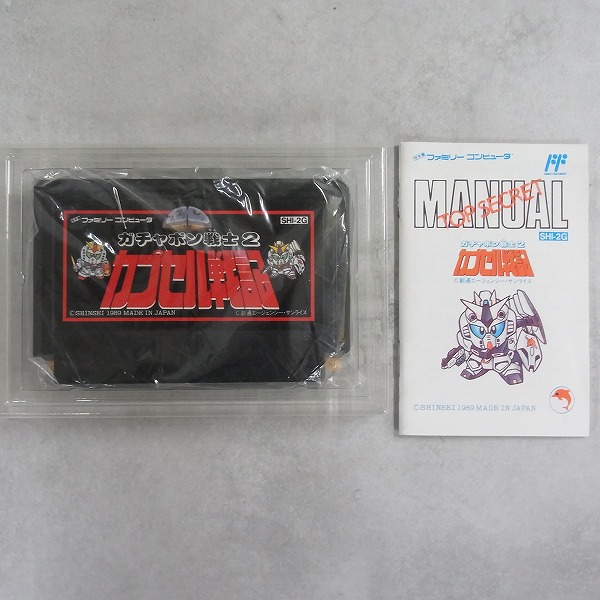 ファミリー コンピュータ
SHI-2G
ガチャポン戦士2
カプセル戦記
©SHINSEI 1989 MADE IN JAPAN
©創通エージェンシー・サンライズ
ファミリー コンピュータ
MANUAL
TOP SECRET
SHI-2G
ガチャポン戦士2
カプセル戦記
©創通エージェンシー・サンライズ
©SHINSEI 1989 MADE IN JAPAN